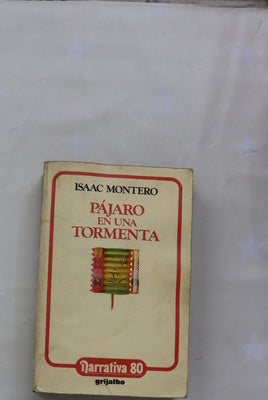 ISAAC MONTERO
PÁJARO
EN UNA
TORMENTA
Narrativa 80
grijalbo